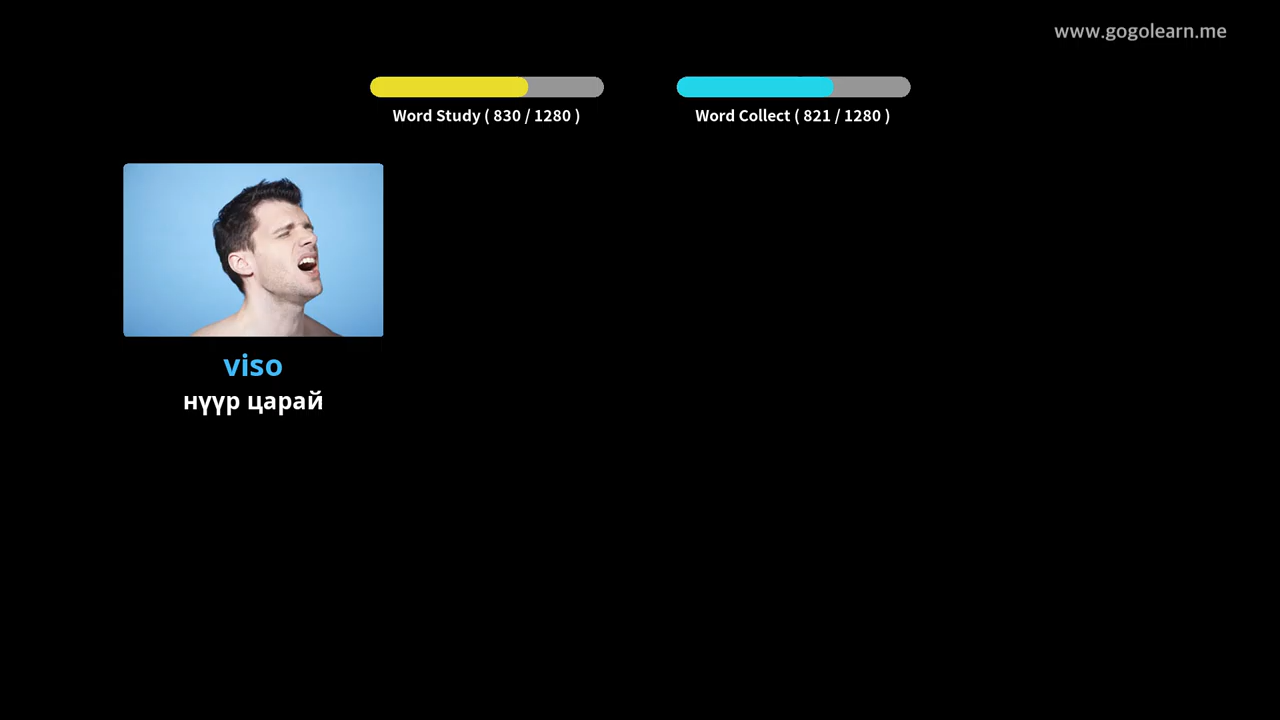 www.gogolearn.me
Word Study ( 830 / 1280 )
Word Collect ( 821 / 1280 )
viso
нүүр царай